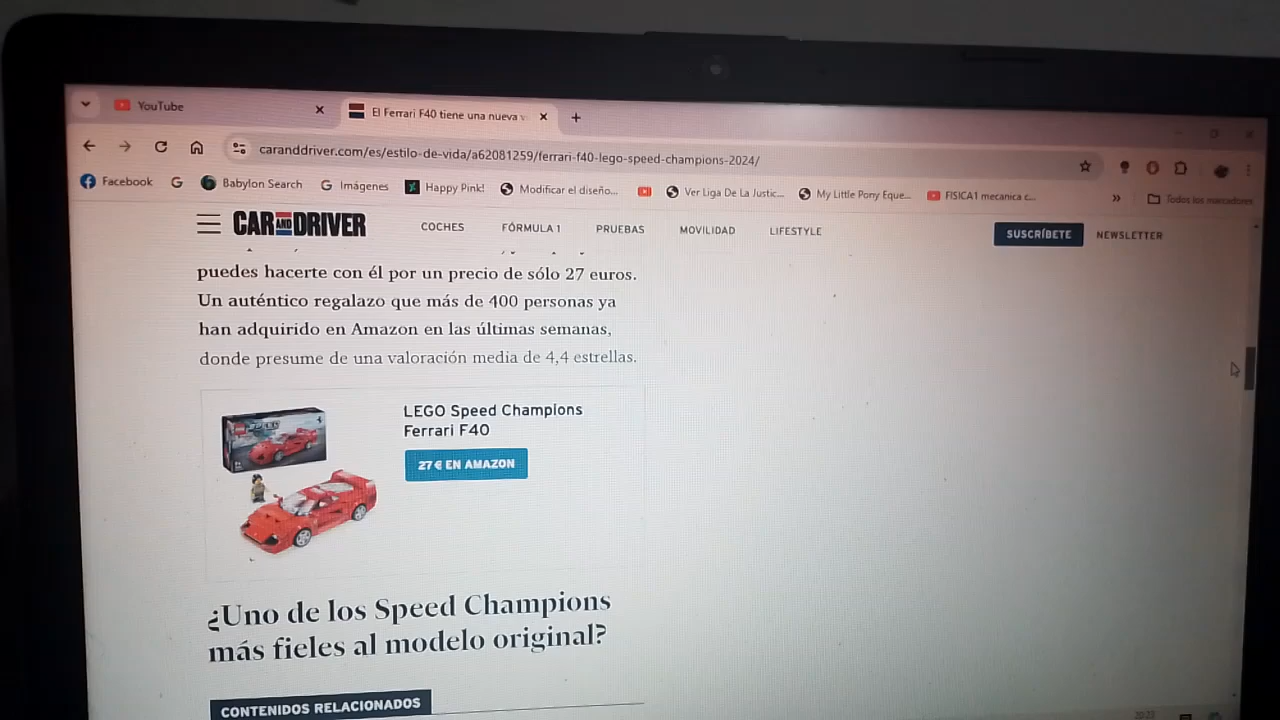 YouTube
El Ferrari F40 tiene una nueva v
caranddriver.com/es/estilo-de-vida/a62081259/ferrari-f40-lego-speed-champions-2024/
Facebook
Babylon Search
Imágenes
Happy Pink!
Modificar el diseño...
Ver Liga De La Justic...
My Little Pony Eque...
FISICA1 mecanica c...
»
Todos los marcadores
CAR AND DRIVER
COCHES
FÓRMULA 1
PRUEBAS
MOVILIDAD
LIFESTYLE
SUSCRÍBETE
NEWSLETTER
puedes hacerte con él por un precio de sólo 27 euros.
Un auténtico regalazo que más de 400 personas ya
han adquirido en Amazon en las últimas semanas,
donde presume de una valoración media de 4,4 estrellas.
LEGO Speed Champions
Ferrari F40
27 € EN AMAZON
¿Uno de los Speed Champions
más fieles al modelo original?
CONTENIDOS RELACIONADOS